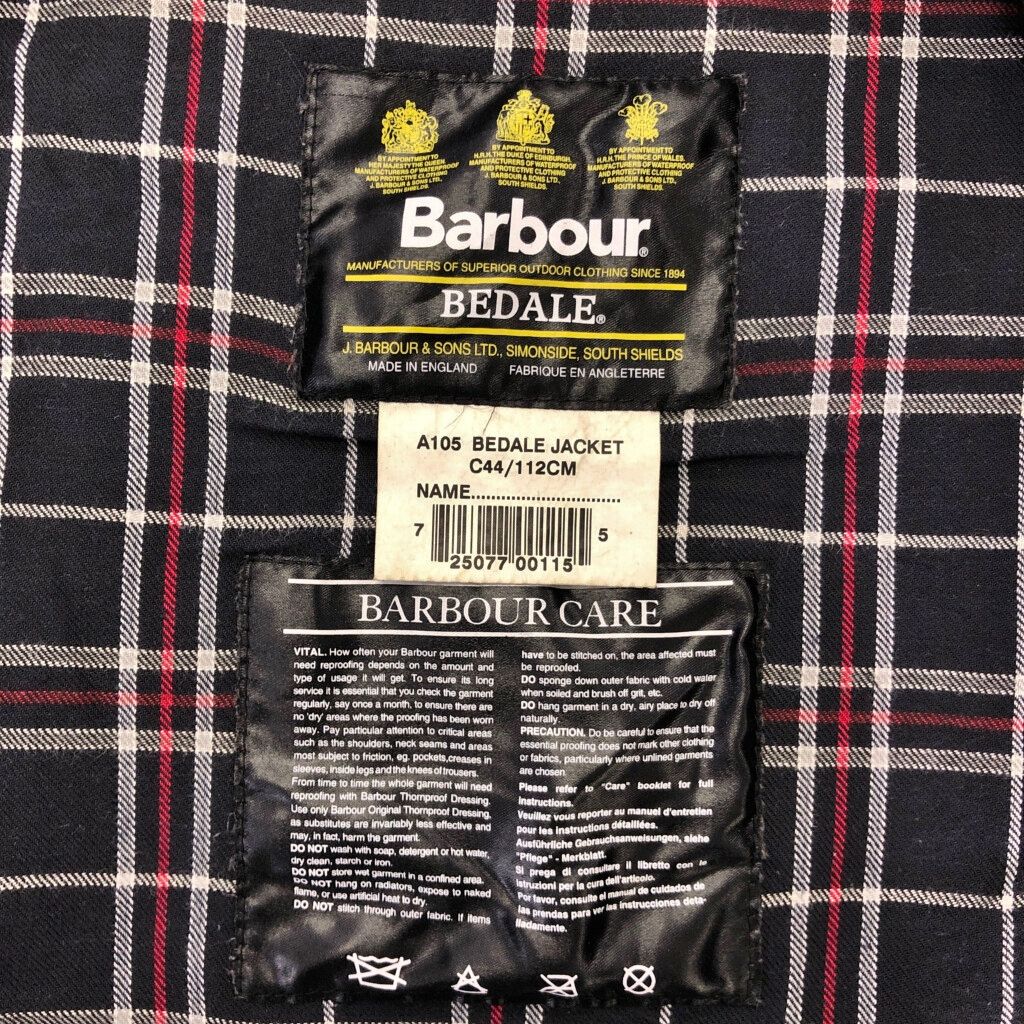 BY APPOINTMENT TO
HER MAJESTY THE QUEEN.
MANUFACTURERS OF WATERPROOF
AND PROTECTIVE CLOTHING
J. BARBOUR & SONS LTD.,
SOUTH SHIELDS.
BY APPOINTMENT TO
H.R.H. THE DUKE OF EDINBURGH.
MANUFACTURERS OF WATERPROOF
AND PROTECTIVE CLOTHING
J. BARBOUR & SONS LTD.,
SOUTH SHIELDS.
BY APPOINTMENT TO
H.R.H. THE PRINCE OF WALES.
MANUFACTURERS OF WATERPROOF
AND PROTECTIVE CLOTHING
J. BARBOUR & SONS LTD.,
SOUTH SHIELDS.
Barbour®
MANUFACTURERS OF SUPERIOR OUTDOOR CLOTHING SINCE 1894
BEDALE®
J. BARBOUR & SONS LTD., SIMONSIDE, SOUTH SHIELDS
MADE IN ENGLAND FABRIQUE EN ANGLETERRE
A105 BEDALE JACKET
C44/112CM
NAME..............................
7 25077 00115 5
BARBOUR CARE
VITAL. How often your Barbour garment will
need reproofing depends on the amount and
type of usage it will get. To ensure its long
service it is essential that you check the garment
regularly, say once a month, to ensure there are
no 'dry' areas where the proofing has been worn
away. Pay particular attention to critical areas
such as the shoulders, neck seams and areas
most subject to friction, eg. pockets,creases in
sleeves, inside legs and the knees of trousers.
From time to time the whole garment will need
reproofing with Barbour Thornproof Dressing.
Use only Barbour Original Thornproof Dressing,
as substitutes are invariably less effective and
may, in fact, harm the garment.
DO NOT wash with soap, detergent or hot water,
dry clean, starch or iron.
DO NOT store wet garment in a confined area.
DO NOT hang on radiators, expose to naked
flame, or use artificial heat to dry.
DO NOT stitch through outer fabric. If items
have to be stitched on, the area affected must
be reproofed.
DO sponge down outer fabric with cold water
when soiled and brush off grit, etc.
DO hang garment in a dry, airy place to dry off
naturally.
PRECAUTION. Do be careful to ensure that the
essential proofing does not mark other clothing
or fabrics, particularly where unlined garments
are chosen.
Please refer to "Care" booklet for full
instructions.
Veuillez vous reporter au manuel d'entretien
pour les instructions détaillées.
Ausführliche Gebrauchsanweisungen, siehe
"Pflege" - Merkblatt.
Si prega di consultare il libretto con le
istruzioni per la cura dell'articolo.
Por favor, consulte el manual de cuidados de
las prendas para ver las instrucciones deta-
lladamente.